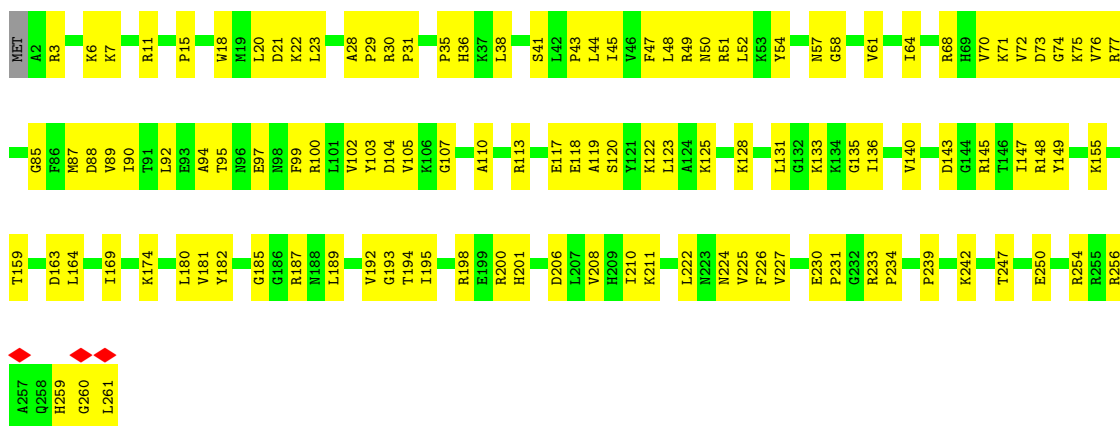 MET A2 R3 K6 K7 R11 P15 W18 M19 L20 D21 K22 L23 A28 P29 R30 P31 P35 H36 K37 L38 S41 L42 P43 L44 I45 V46 F47 L48 R49 N50 R51 L52 K53 Y54 N57 G58 V61 I64 R68 H69 V70 K71 V72 D73 G74 K75 V76 R77
G85 F86 M87 D88 V89 I90 T91 L92 E93 A94 T95 N96 E97 N98 F99 R100 L101 V102 Y103 D104 V105 K106 G107 A110 R113 E117 E118 A119 S120 Y121 K122 L123 A124 K125 K128 L131 G132 K133 K134 G135 I136 V140 D143 G144 R145 T146 I147 R148 Y149 K155
T159 D163 L164 I169 K174 L180 V181 Y182 G185 G186 R187 N188 L189 V192 G193 T194 I195 R198 E199 R200 H201 D206 L207 V208 H209 I210 K211 L222 N223 N224 V225 F226 V227 E230 P231 G232 R233 P234 P239 K242 T247 E250 R254 R255 R256
A257 Q258 H259 G260 L261